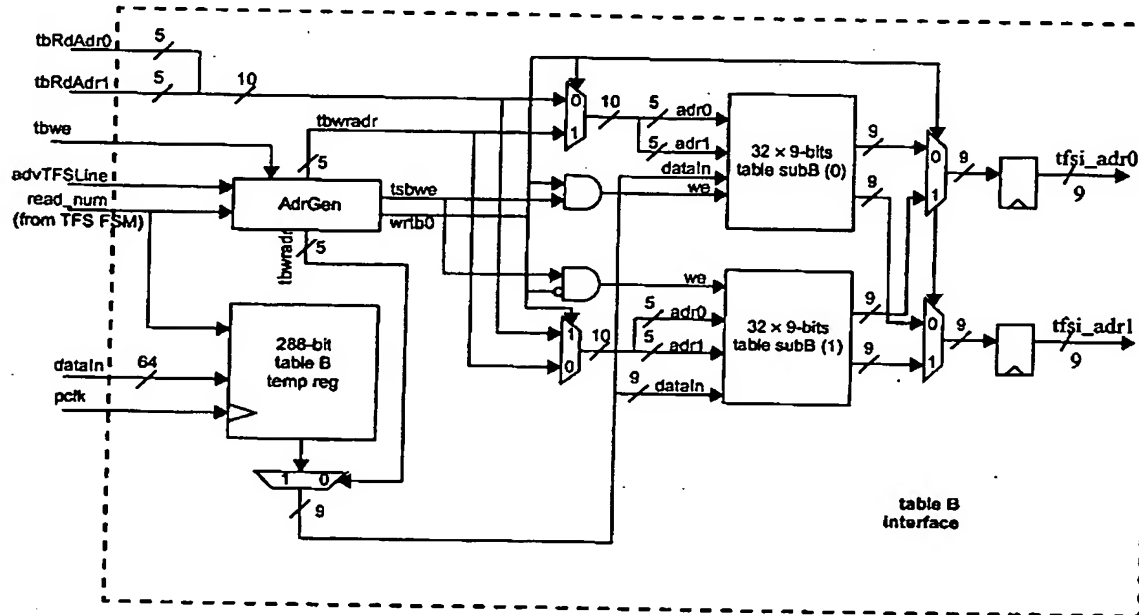 tbRdAdr0
5
tbRdAdr1
5
10
tbwe
tbwradr
5
advTFSLine
read_num
(from TFS FSM)
AdrGen
tsbwe
wrtb0
tbwradr
5
0
1
10
5
adr0
5
adr1
dataIn
we
32 × 9-bits
table subB (0)
9
9
0
1
9
tfsi_adr0
9
we
5
adr0
5
adr1
9
dataIn
1
0
10
32 × 9-bits
table subB (1)
9
9
0
1
9
tfsi_adr1
9
288-bit
table B
temp reg
dataIn
64
pclk
1 0
9
table B
interface